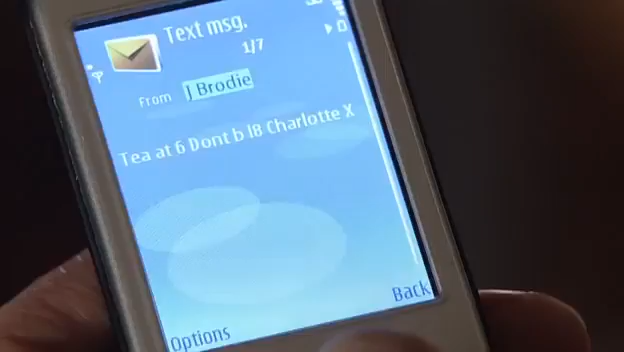 Text msg.
1/7
From J Brodie
Tea at 6 Dont b l8 Charlotte X
Options
Back